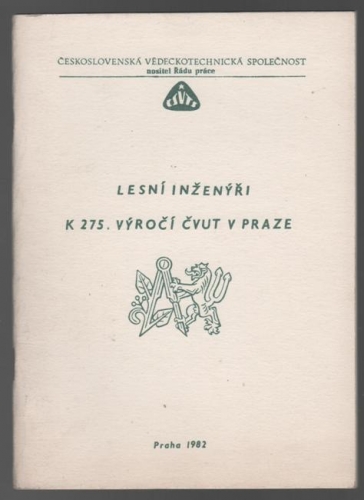 ČESKOSLOVENSKÁ VĚDECKOTECHNICKÁ SPOLEČNOST
nositel Řádu práce
ČSVTS
LESNÍ INŽENÝŘI
K 275. VÝROČÍ ČVUT V PRAZE
Praha 1982